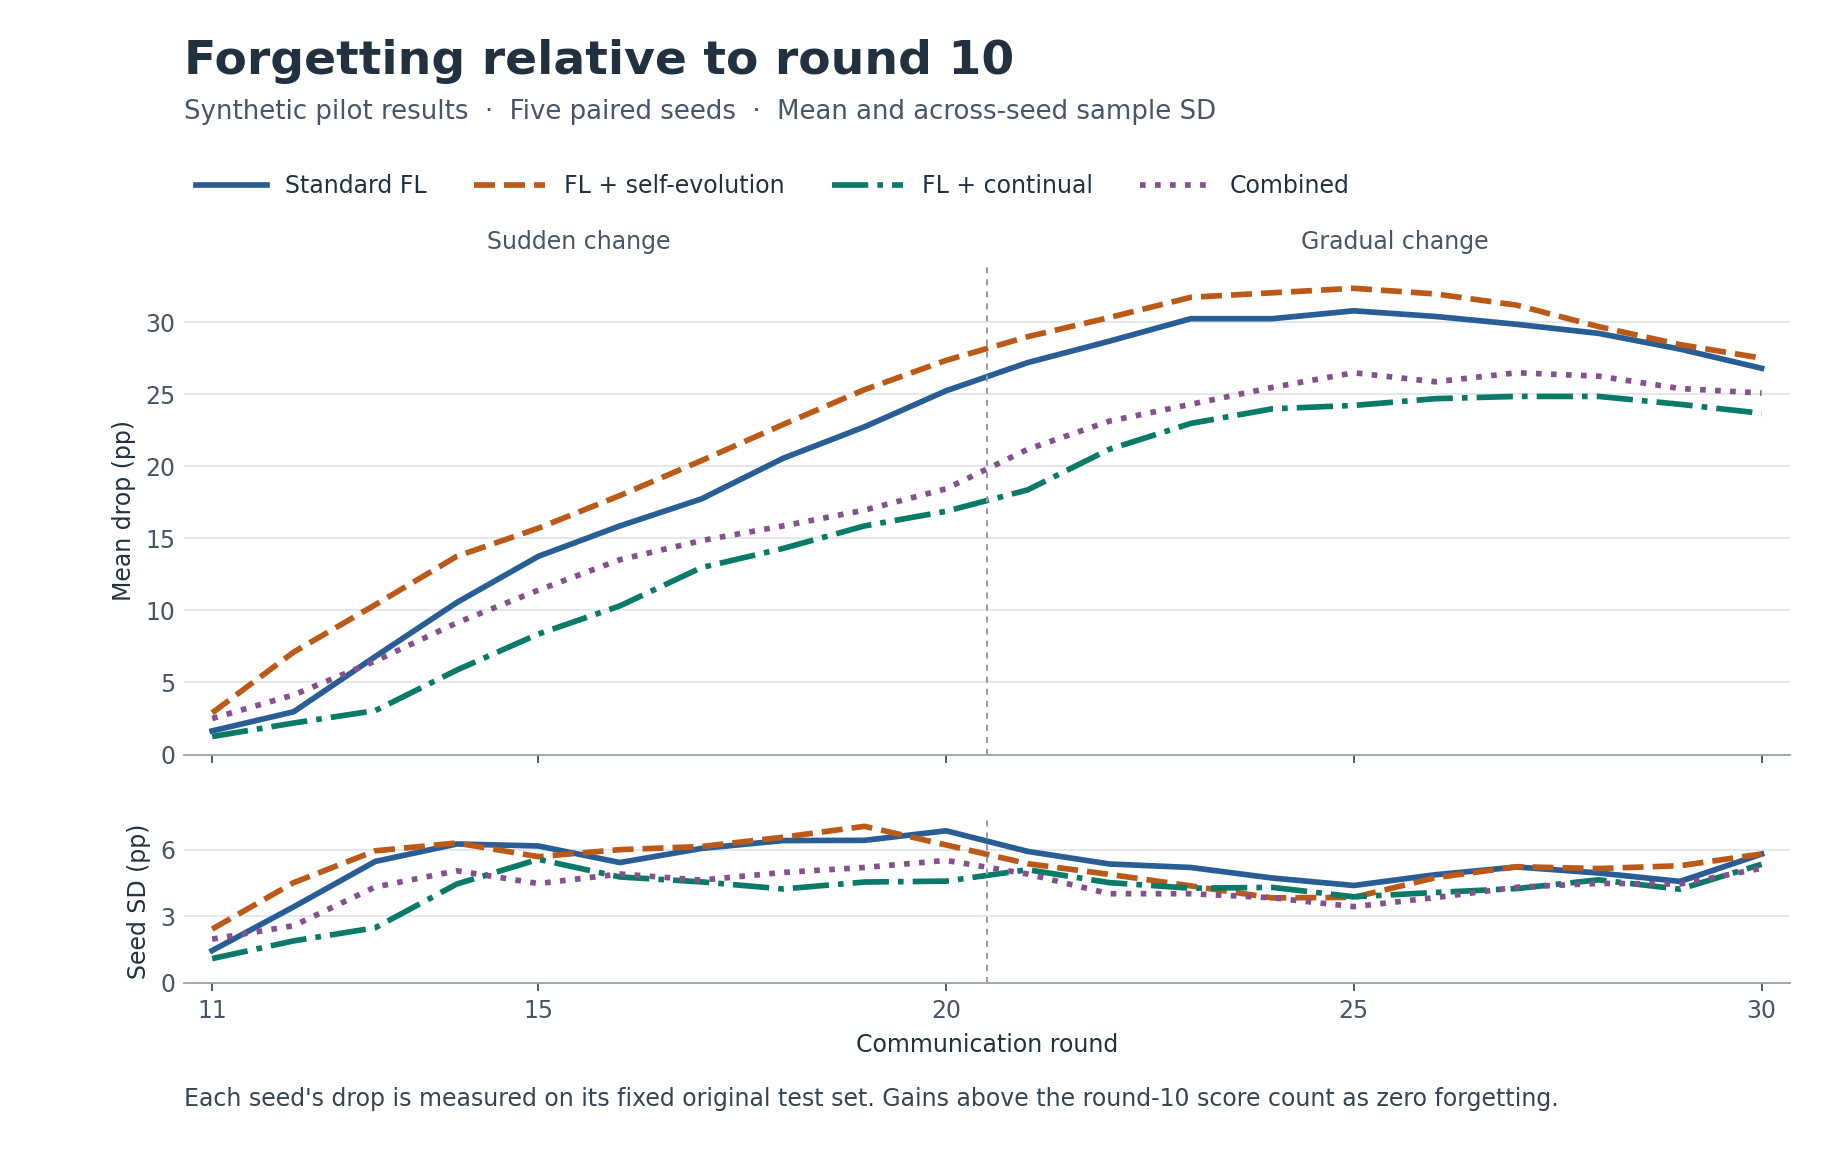 Forgetting relative to round 10
Synthetic pilot results · Five paired seeds · Mean and across-seed sample SD
Standard FL
FL + self-evolution
FL + continual
Combined
Sudden change
Gradual change
Mean drop (pp)
30
25
20
15
10
5
0
Seed SD (pp)
6
3
0
11
15
20
25
30
Communication round
Each seed's drop is measured on its fixed original test set. Gains above the round-10 score count as zero forgetting.